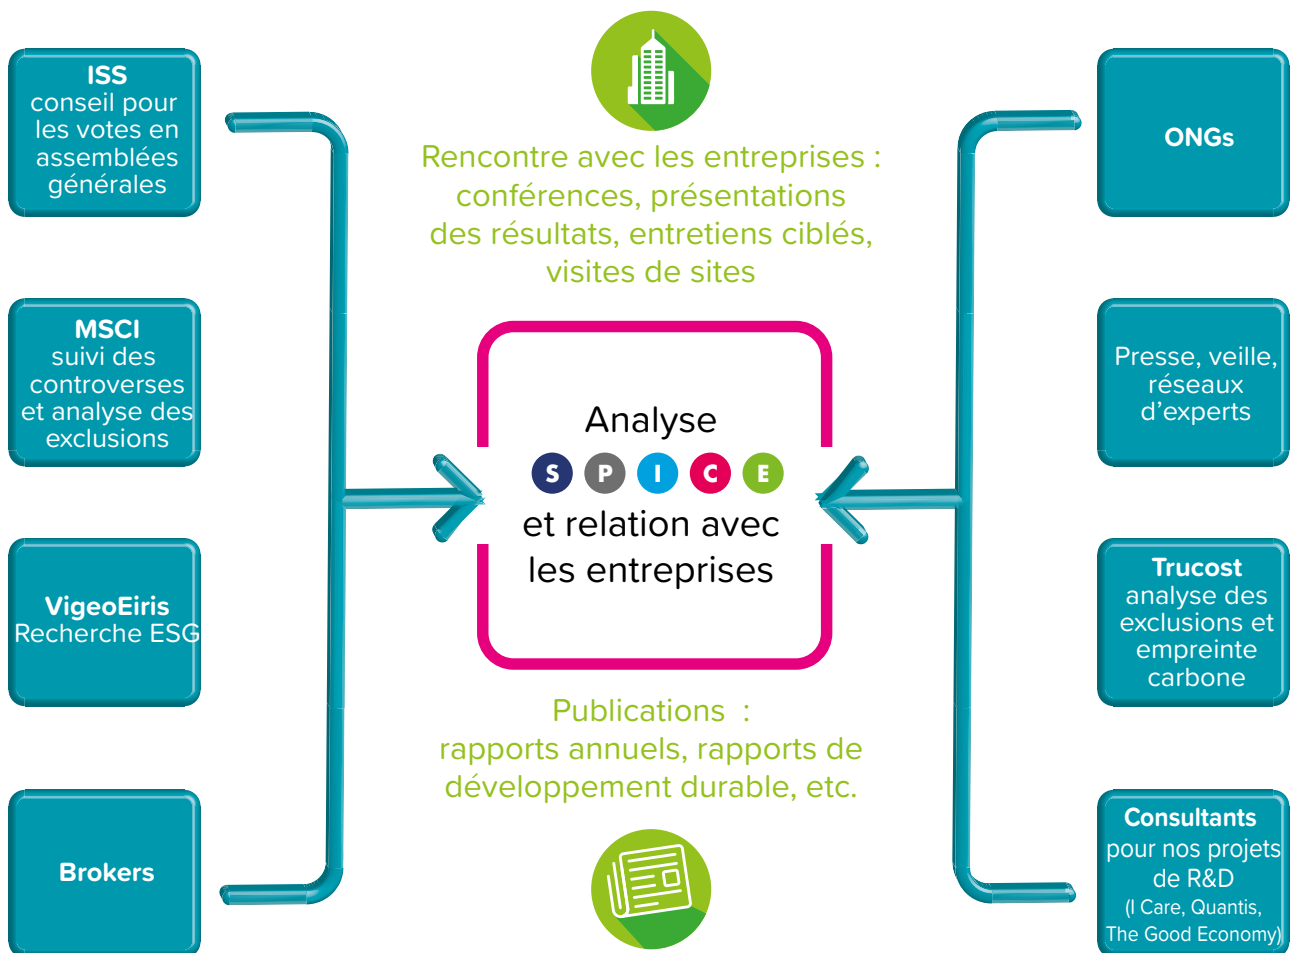 ISS
conseil pour
les votes en
assemblées
générales
MSCI
suivi des
controverses
et analyse des
exclusions
VigeoEiris
Recherche ESG
Brokers
Rencontre avec les entreprises :
conférences, présentations
des résultats, entretiens ciblés,
visites de sites
Analyse
S P I C E
et relation avec
les entreprises
Publications :
rapports annuels, rapports de
développement durable, etc.
ONGs
Presse, veille,
réseaux
d’experts
Trucost
analyse des
exclusions et
empreinte
carbone
Consultants
pour nos projets
de R&D
(I Care, Quantis,
The Good Economy)